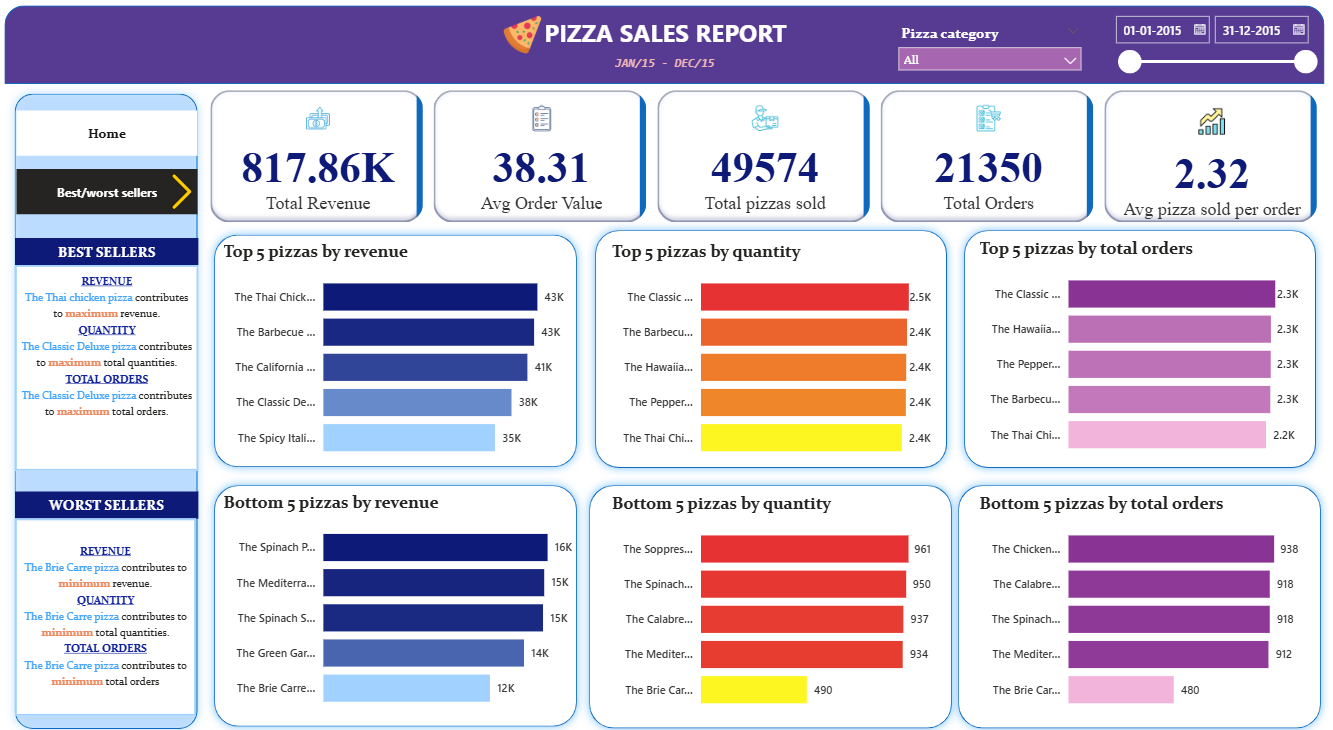 PIZZA SALES REPORT
JAN/15 - DEC/15
Pizza category
All
01-01-2015
31-12-2015
Home
Best/worst sellers
BEST SELLERS
REVENUE
The Thai chicken pizza contributes
to maximum revenue.
QUANTITY
The Classic Deluxe pizza contributes
to maximum total quantities.
TOTAL ORDERS
The Classic Deluxe pizza contributes
to maximum total orders.
WORST SELLERS
REVENUE
The Brie Carre pizza contributes to
minimum revenue.
QUANTITY
The Brie Carre pizza contributes to
minimum total quantities.
TOTAL ORDERS
The Brie Carre pizza contributes to
minimum total orders
817.86K
Total Revenue
38.31
Avg Order Value
49574
Total pizzas sold
21350
Total Orders
2.32
Avg pizza sold per order
Top 5 pizzas by revenue
The Thai Chick... 43K
The Barbecue ... 43K
The California ... 41K
The Classic De... 38K
The Spicy Itali... 35K
Top 5 pizzas by quantity
The Classic ... 2.5K
The Barbecu... 2.4K
The Hawaiia... 2.4K
The Pepper... 2.4K
The Thai Chi... 2.4K
Top 5 pizzas by total orders
The Classic ... 2.3K
The Hawaiia... 2.3K
The Pepper... 2.3K
The Barbecu... 2.3K
The Thai Chi... 2.2K
Bottom 5 pizzas by revenue
The Spinach P... 16K
The Mediterra... 15K
The Spinach S... 15K
The Green Gar... 14K
The Brie Carre... 12K
Bottom 5 pizzas by quantity
The Soppres... 961
The Spinach... 950
The Calabre... 937
The Mediter... 934
The Brie Car... 490
Bottom 5 pizzas by total orders
The Chicken... 938
The Calabre... 918
The Spinach... 918
The Mediter... 912
The Brie Car... 480